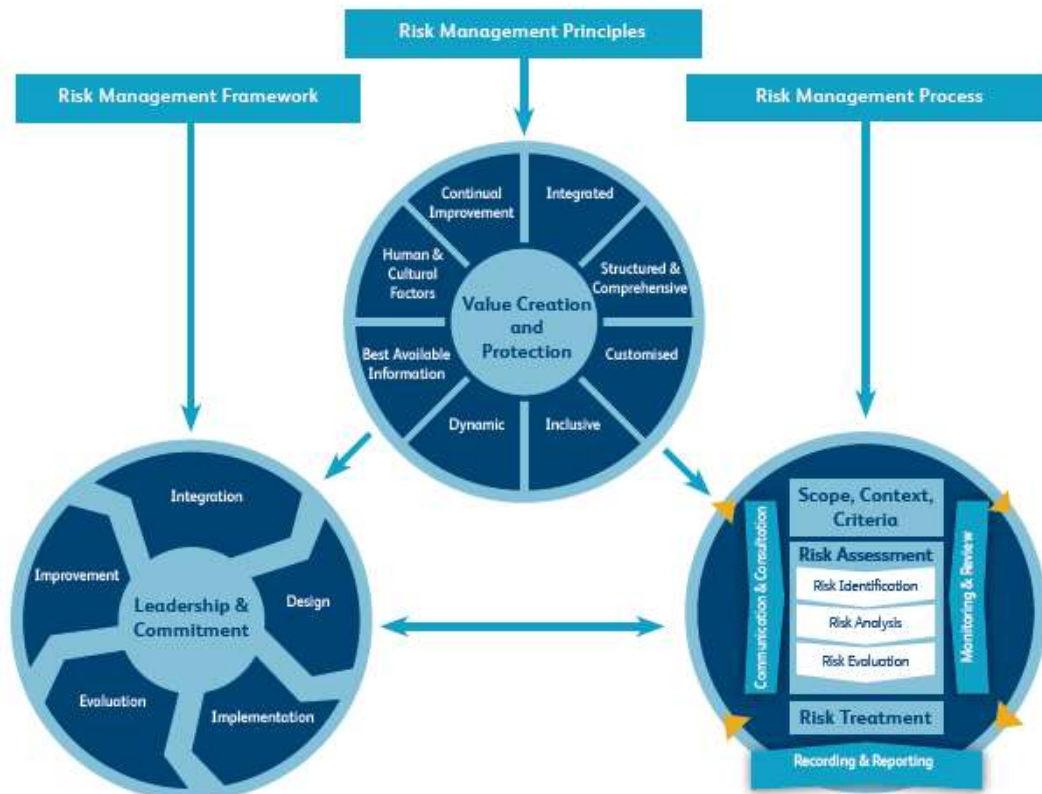 Risk Management Principles
Risk Management Framework
Risk Management Process
Continual
Improvement
Integrated
Human &
Cultural
Factors
Structured &
Comprehensive
Value Creation
and
Protection
Best Available
Information
Customised
Dynamic
Inclusive
Integration
Improvement
Design
Leadership &
Commitment
Evaluation
Implementation
Scope, Context,
Criteria
Communication & Consultation
Risk Assessment
Risk Identification
Risk Analysis
Risk Evaluation
Monitoring & Review
Risk Treatment
Recording & Reporting